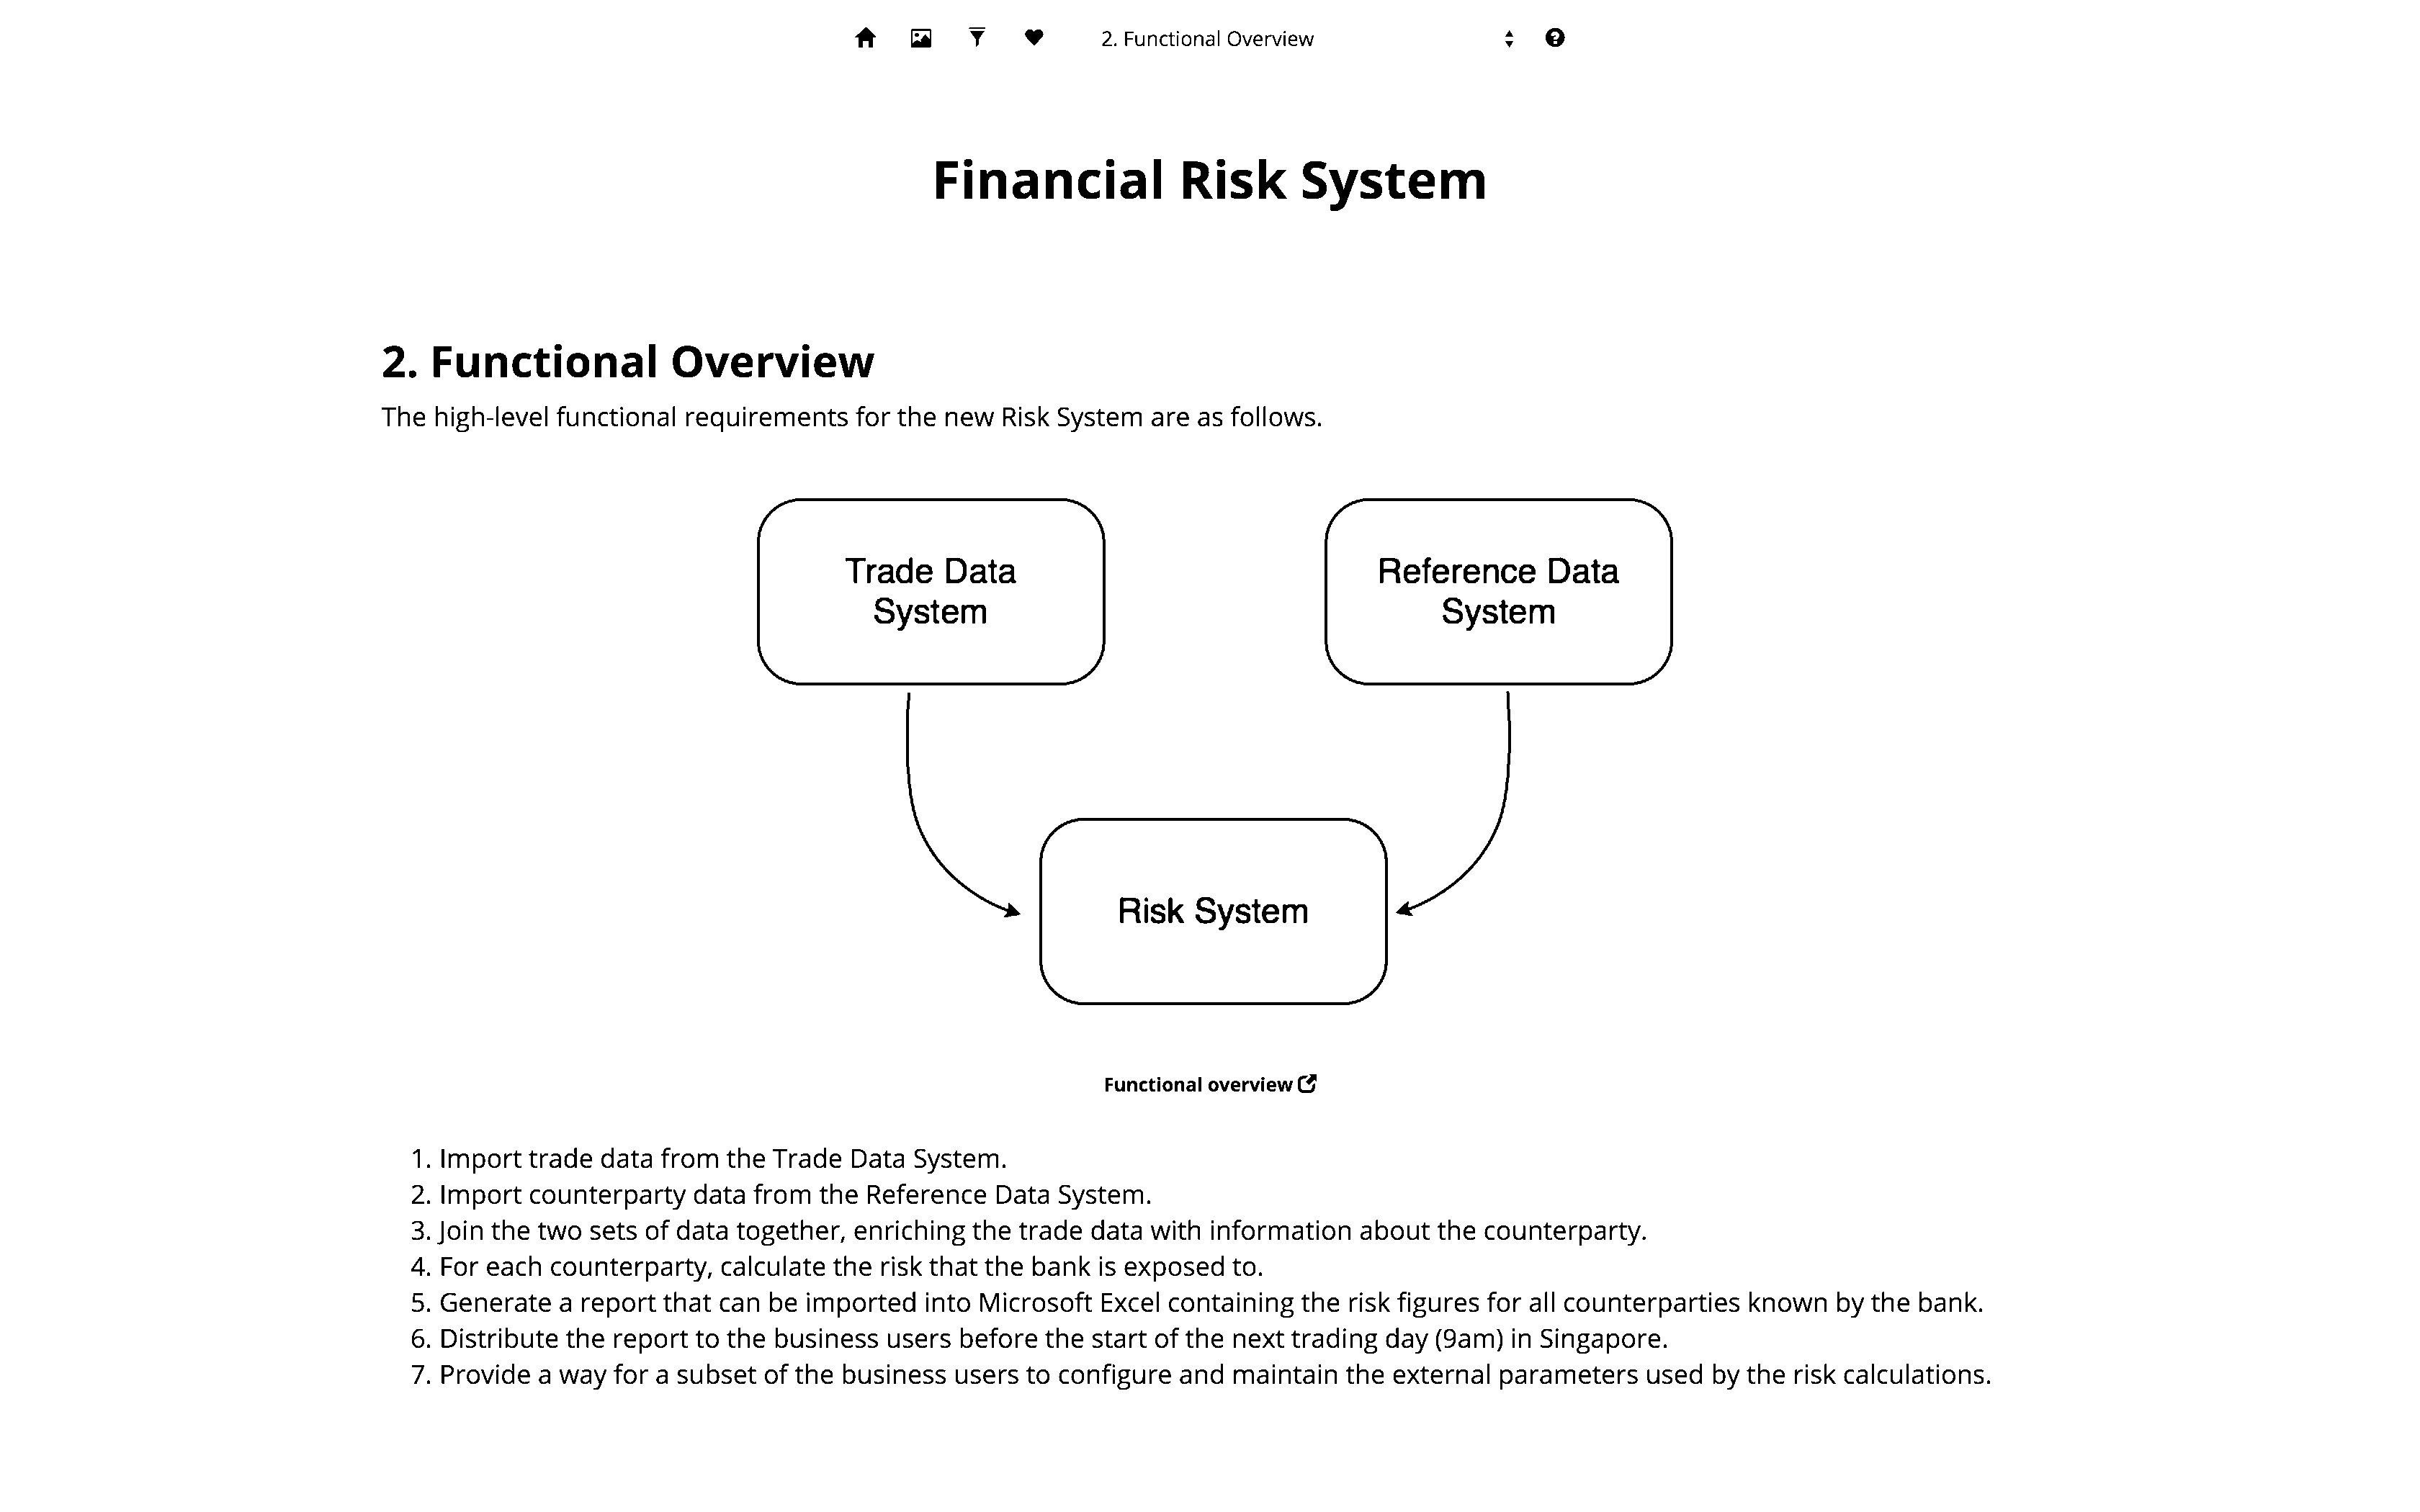 2. Functional Overview
Financial Risk System
2. Functional Overview
The high-level functional requirements for the new Risk System are as follows.
Trade Data
System
Reference Data
System
Risk System
Functional overview
1. Import trade data from the Trade Data System.
2. Import counterparty data from the Reference Data System.
3. Join the two sets of data together, enriching the trade data with information about the counterparty.
4. For each counterparty, calculate the risk that the bank is exposed to.
5. Generate a report that can be imported into Microsoft Excel containing the risk figures for all counterparties known by the bank.
6. Distribute the report to the business users before the start of the next trading day (9am) in Singapore.
7. Provide a way for a subset of the business users to configure and maintain the external parameters used by the risk calculations.